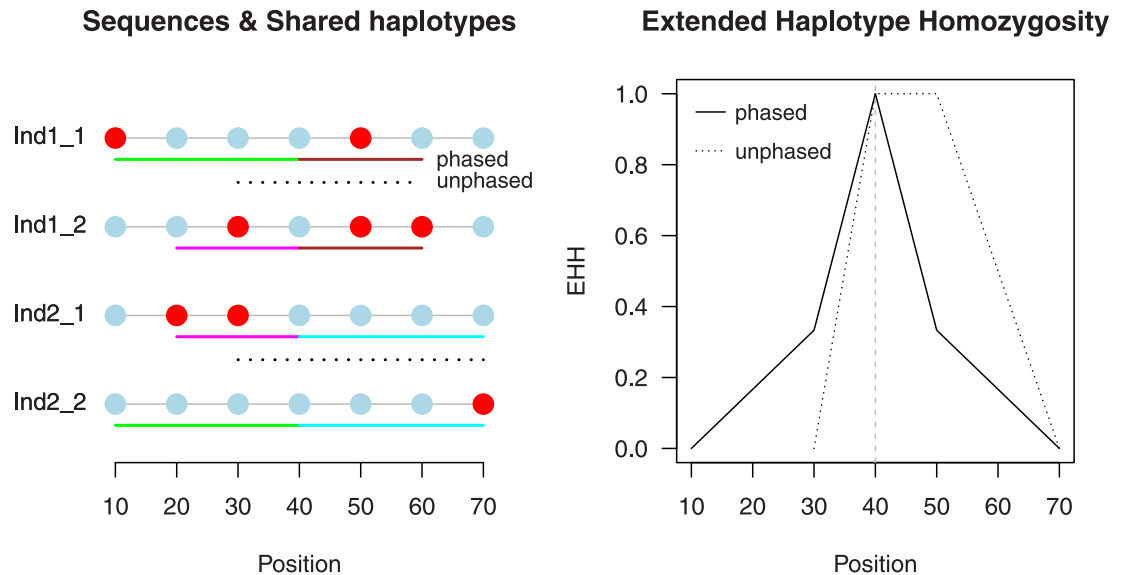 Sequences & Shared haplotypes
Ind1_1
phased
unphased
Ind1_2
Ind2_1
Ind2_2
10 20 30 40 50 60 70
Position
Extended Haplotype Homozygosity
1.0
0.8
0.6
0.4
0.2
0.0
EHH
phased
unphased
10 20 30 40 50 60 70
Position